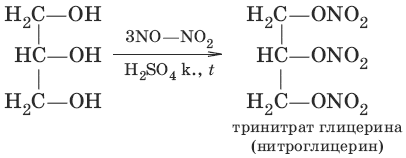 H₂C—OH
HC—OH
H₂C—OH
3NO—NO₂
H₂SO₄ k., t
H₂C—ONO₂
HC—ONO₂
H₂C—ONO₂
тринитрат глицерина
(нитроглицерин)